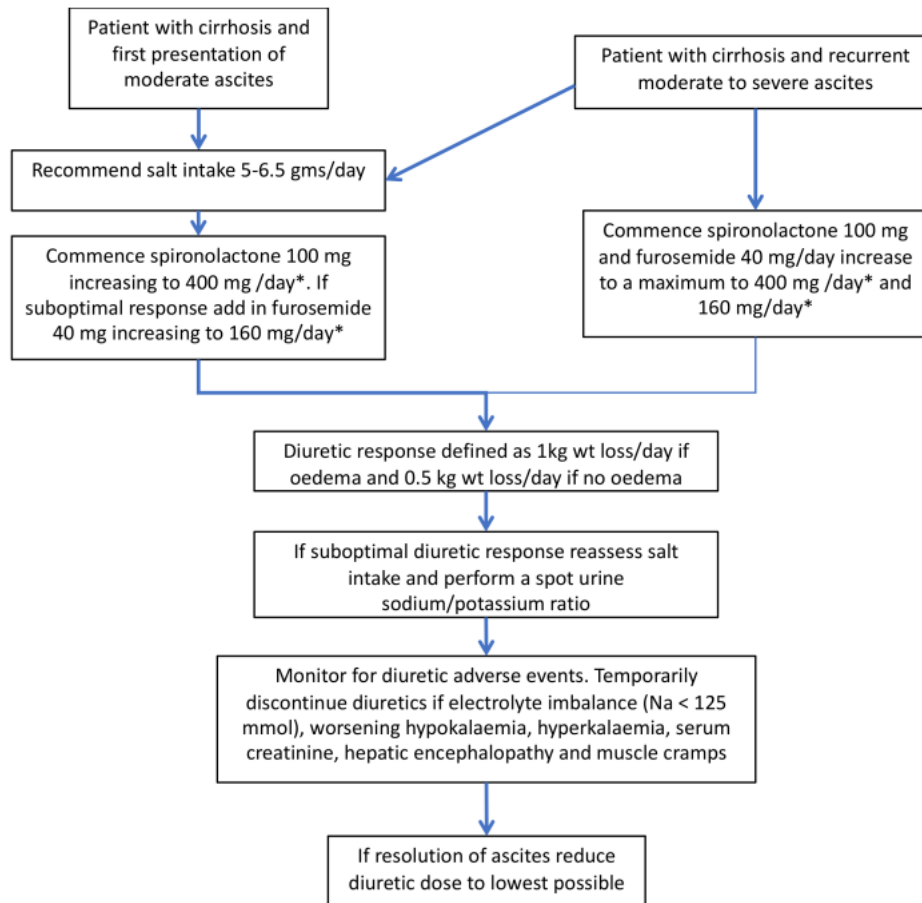 Patient with cirrhosis and
first presentation of
moderate ascites
Patient with cirrhosis and recurrent
moderate to severe ascites
Recommend salt intake 5-6.5 gms/day
Commence spironolactone 100 mg
increasing to 400 mg /day*. If
suboptimal response add in furosemide
40 mg increasing to 160 mg/day*
Commence spironolactone 100 mg
and furosemide 40 mg/day increase
to a maximum to 400 mg /day* and
160 mg/day*
Diuretic response defined as 1kg wt loss/day if
oedema and 0.5 kg wt loss/day if no oedema
If suboptimal diuretic response reassess salt
intake and perform a spot urine
sodium/potassium ratio
Monitor for diuretic adverse events. Temporarily
discontinue diuretics if electrolyte imbalance (Na < 125
mmol), worsening hypokalaemia, hyperkalaemia, serum
creatinine, hepatic encephalopathy and muscle cramps
If resolution of ascites reduce
diuretic dose to lowest possible